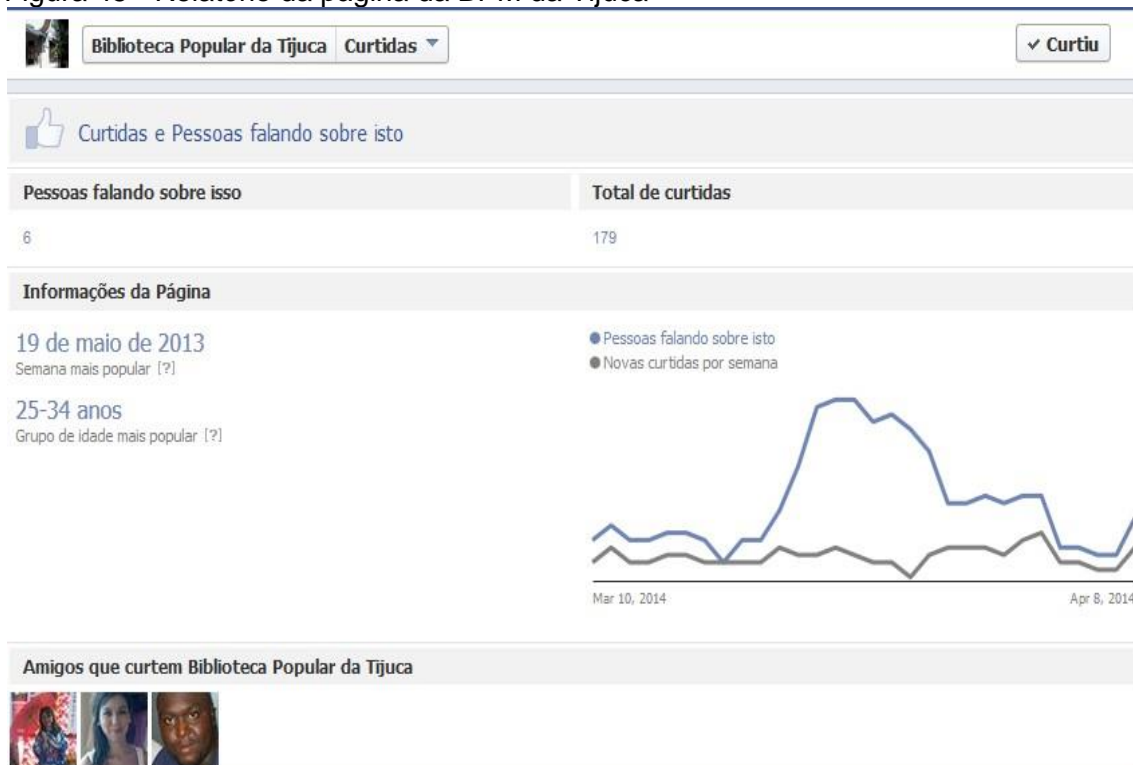 Biblioteca Popular da Tijuca Curtidas
Curtiu
Curtidas e Pessoas falando sobre isto
Pessoas falando sobre isso
Total de curtidas
6
179
Informações da Página
19 de maio de 2013
Semana mais popular [?]
25-34 anos
Grupo de idade mais popular [?]
Pessoas falando sobre isto
Novas curtidas por semana
Mar 10, 2014
Apr 8, 2014
Amigos que curtem Biblioteca Popular da Tijuca